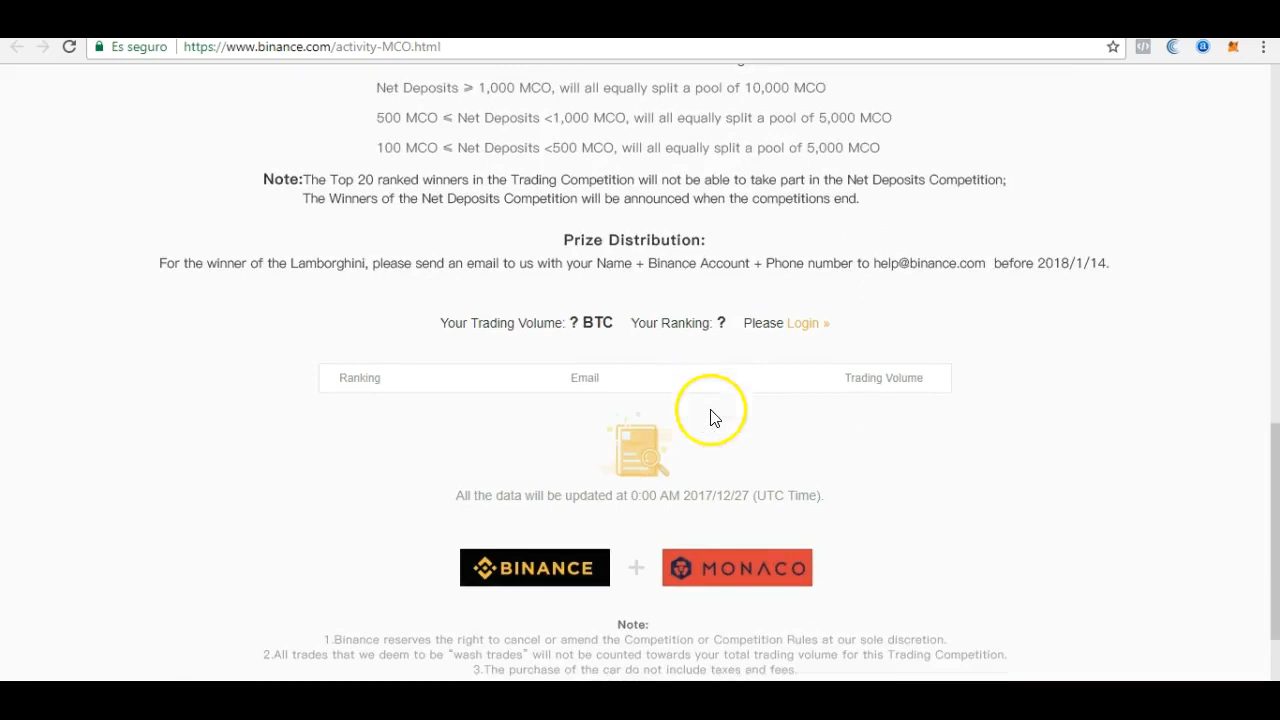 Es seguro https://www.binance.com/activity-MCO.html
Net Deposits ⩾ 1,000 MCO, will all equally split a pool of 10,000 MCO
500 MCO ⩽ Net Deposits <1,000 MCO, will all equally split a pool of 5,000 MCO
100 MCO ⩽ Net Deposits <500 MCO, will all equally split a pool of 5,000 MCO
Note:The Top 20 ranked winners in the Trading Competition will not be able to take part in the Net Deposits Competition;
The Winners of the Net Deposits Competition will be announced when the competitions end.
Prize Distribution:
For the winner of the Lamborghini, please send an email to us with your Name + Binance Account + Phone number to help@binance.com before 2018/1/14.
Your Trading Volume: ? BTC Your Ranking: ? Please Login »
Ranking Email Trading Volume
All the data will be updated at 0:00 AM 2017/12/27 (UTC Time).
BINANCE + MONACO
Note:
1.Binance reserves the right to cancel or amend the Competition or Competition Rules at our sole discretion.
2.All trades that we deem to be “wash trades” will not be counted towards your total trading volume for this Trading Competition.
3.The purchase of the car do not include taxes and fees.